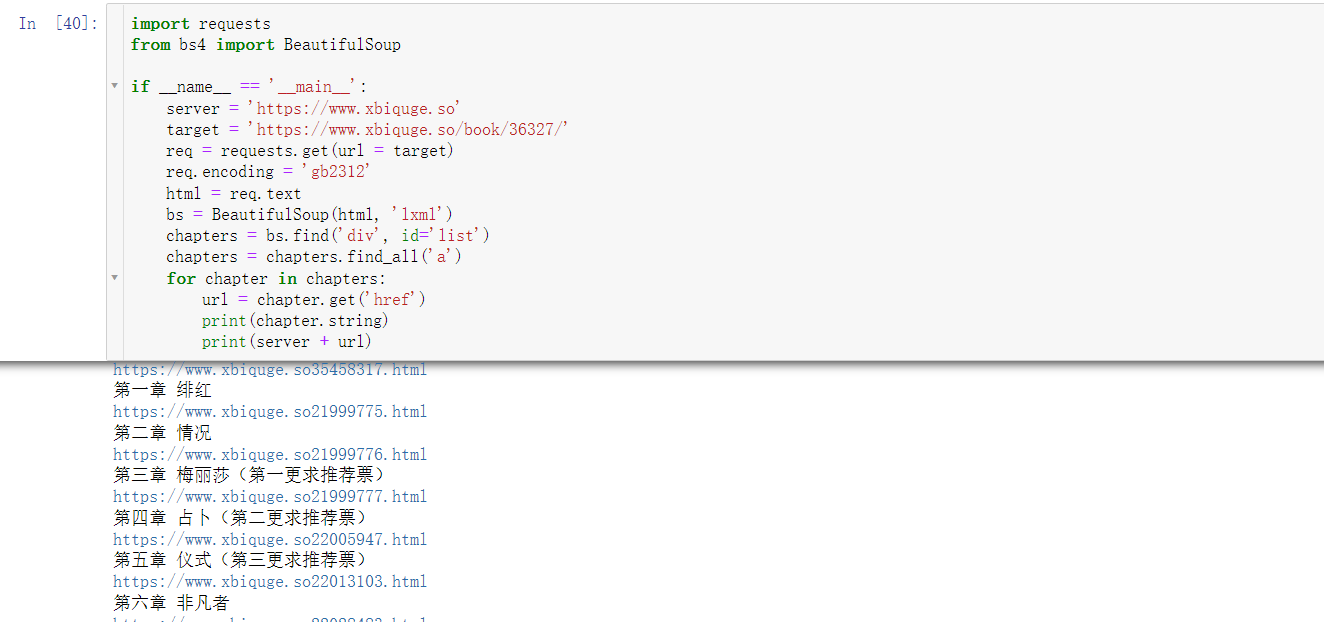 In [40]:
import requests
from bs4 import BeautifulSoup
if __name__ == '__main__':
server = 'https://www.xbiquge.so'
target = 'https://www.xbiquge.so/book/36327/'
req = requests.get(url = target)
req.encoding = 'gb2312'
html = req.text
bs = BeautifulSoup(html, 'lxml')
chapters = bs.find('div', id='list')
chapters = chapters.find_all('a')
for chapter in chapters:
url = chapter.get('href')
print(chapter.string)
print(server + url)
https://www.xbiquge.so35458317.html
第一章 绯红
https://www.xbiquge.so21999775.html
第二章 情况
https://www.xbiquge.so21999776.html
第三章 梅丽莎（第一更求推荐票）
https://www.xbiquge.so21999777.html
第四章 占卜（第二更求推荐票）
https://www.xbiquge.so22005947.html
第五章 仪式（第三更求推荐票）
https://www.xbiquge.so22013103.html
第六章 非凡者